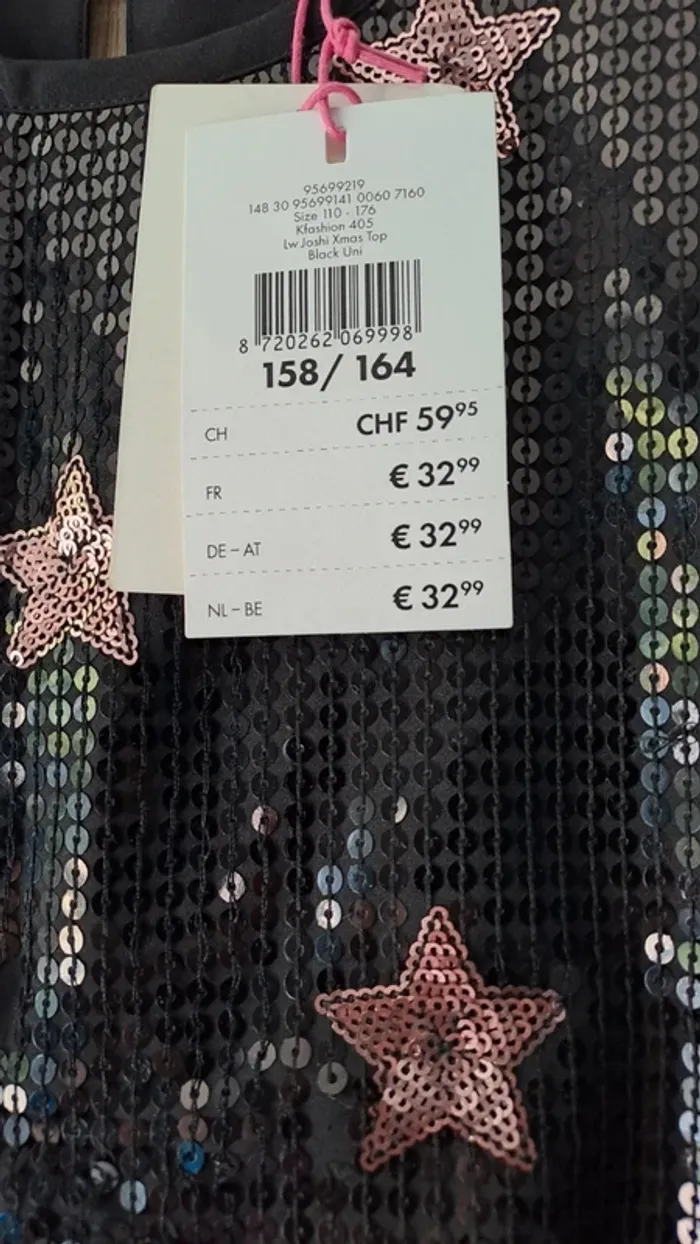 95699219
148 30 95699141 0060 7160
Size 110 - 176
Kfashion 405
Lw Joshi Xmas Top
Black Uni
8 720262 069998
158/ 164
CH CHF 59⁹⁵
FR € 32⁹⁹
DE – AT € 32⁹⁹
NL – BE € 32⁹⁹